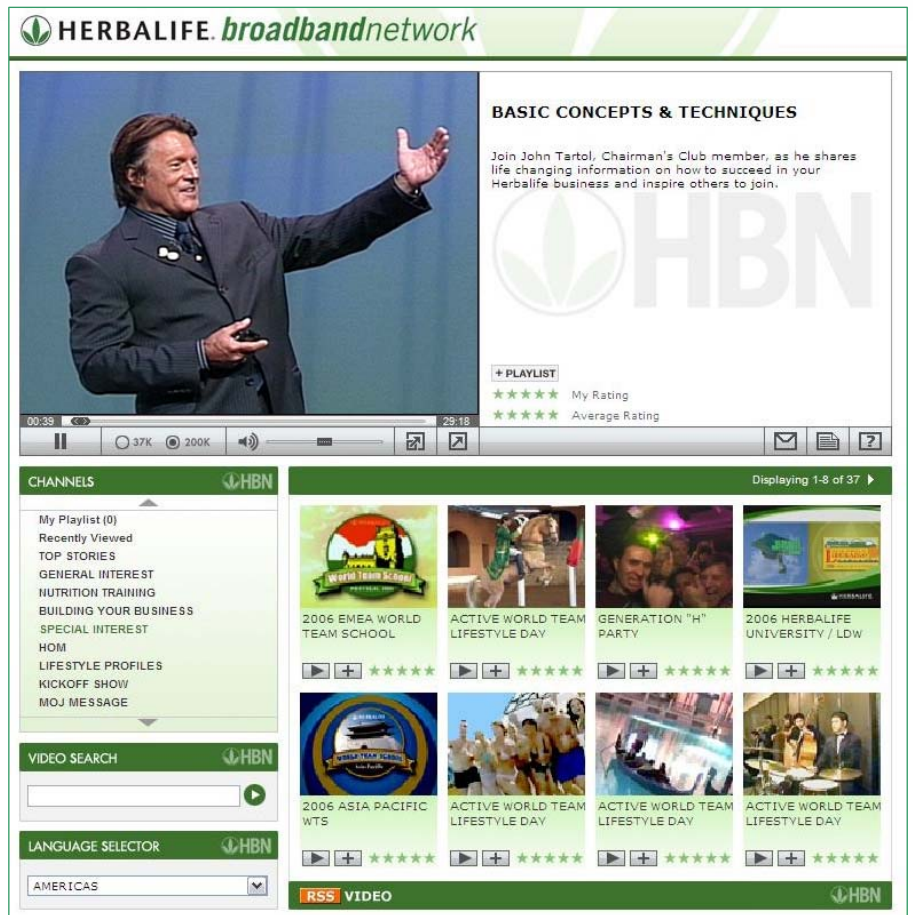 HERBALIFE. broadbandnetwork
BASIC CONCEPTS & TECHNIQUES
Join John Tartol, Chairman's Club member, as he shares
life changing information on how to succeed in your
Herbalife business and inspire others to join.
HBN
+ PLAYLIST
My Rating
Average Rating
00:39
29:18
37K
200K
?
CHANNELS
HBN
My Playlist (0)
Recently Viewed
TOP STORIES
GENERAL INTEREST
NUTRITION TRAINING
BUILDING YOUR BUSINESS
SPECIAL INTEREST
HOM
LIFESTYLE PROFILES
KICKOFF SHOW
MOJ MESSAGE
VIDEO SEARCH
HBN
LANGUAGE SELECTOR
HBN
AMERICAS
Displaying 1-8 of 37
World Team School
2006 EMEA WORLD
TEAM SCHOOL
ACTIVE WORLD TEAM
LIFESTYLE DAY
GENERATION "H"
PARTY
HERBALIFE
2006 HERBALIFE
UNIVERSITY / LDW
WORLD TEAM SCHOOL
2006 ASIA PACIFIC
WTS
ACTIVE WORLD TEAM
LIFESTYLE DAY
ACTIVE WORLD TEAM
LIFESTYLE DAY
ACTIVE WORLD TEAM
LIFESTYLE DAY
RSS VIDEO
HBN